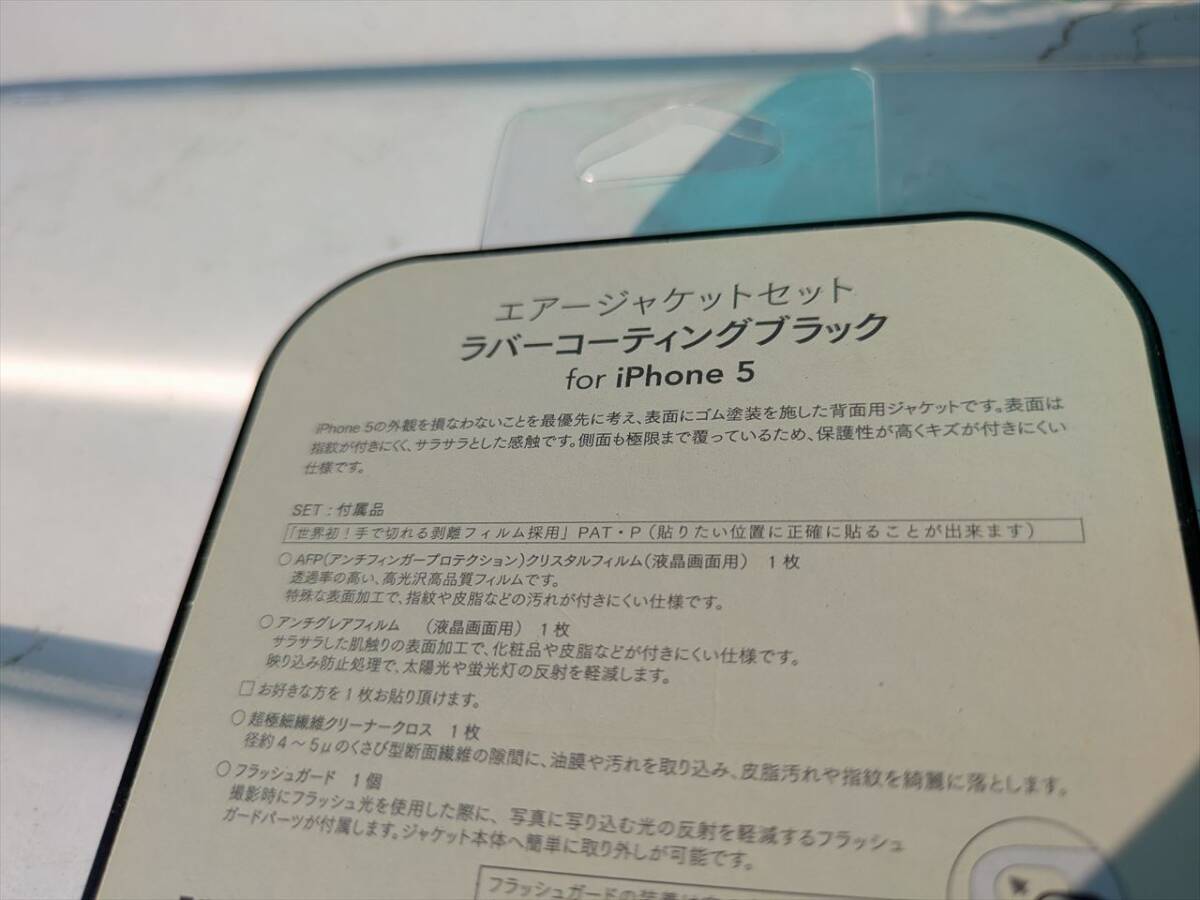 エアージャケットセット
ラバーコーティングブラック
for iPhone 5
iPhone 5の外観を損なわないことを最優先に考え、表面にゴム塗装を施した背面用ジャケットです。表面は
指紋が付きにくく、サラサラとした感触です。側面も極限まで覆っているため、保護性が高くキズが付きにくい
仕様です。
SET : 付属品
「世界初！手で切れる剥離フィルム採用」PAT・P（貼りたい位置に正確に貼ることが出来ます）
○ AFP(アンチフィンガープロテクション)クリスタルフィルム(液晶画面用) 1枚
透過率の高い、高光沢高品質フィルムです。
特殊な表面加工で、指紋や皮脂などの汚れが付きにくい仕様です。
○ アンチグレアフィルム (液晶画面用) 1枚
サラサラした肌触りの表面加工で、化粧品や皮脂などが付きにくい仕様です。
映り込み防止処理で、太陽光や蛍光灯の反射を軽減します。
□ お好きな方を1枚お貼り頂けます。
○ 超極細繊維クリーナークロス 1枚
径約4～5μのくさび型断面繊維の隙間に、油膜や汚れを取り込み、皮脂汚れや指紋を綺麗に落とします。
○ フラッシュガード 1個
撮影時にフラッシュ光を使用した際に、写真に写り込む光の反射を軽減するフラッシュ
ガードパーツが付属します。ジャケット本体へ簡単に取り外しが可能です。
フラッシュガードの装着は